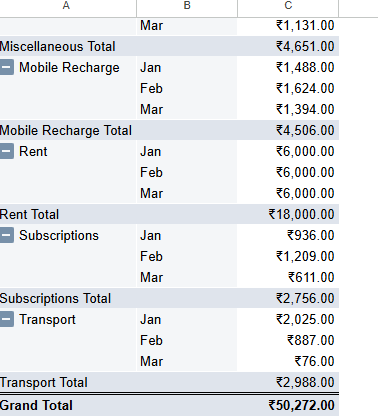 A B C
Mar ₹1,131.00
Miscellaneous Total ₹4,651.00
Mobile Recharge Jan ₹1,488.00
Feb ₹1,624.00
Mar ₹1,394.00
Mobile Recharge Total ₹4,506.00
Rent Jan ₹6,000.00
Feb ₹6,000.00
Mar ₹6,000.00
Rent Total ₹18,000.00
Subscriptions Jan ₹936.00
Feb ₹1,209.00
Mar ₹611.00
Subscriptions Total ₹2,756.00
Transport Jan ₹2,025.00
Feb ₹887.00
Mar ₹76.00
Transport Total ₹2,988.00
Grand Total ₹50,272.00